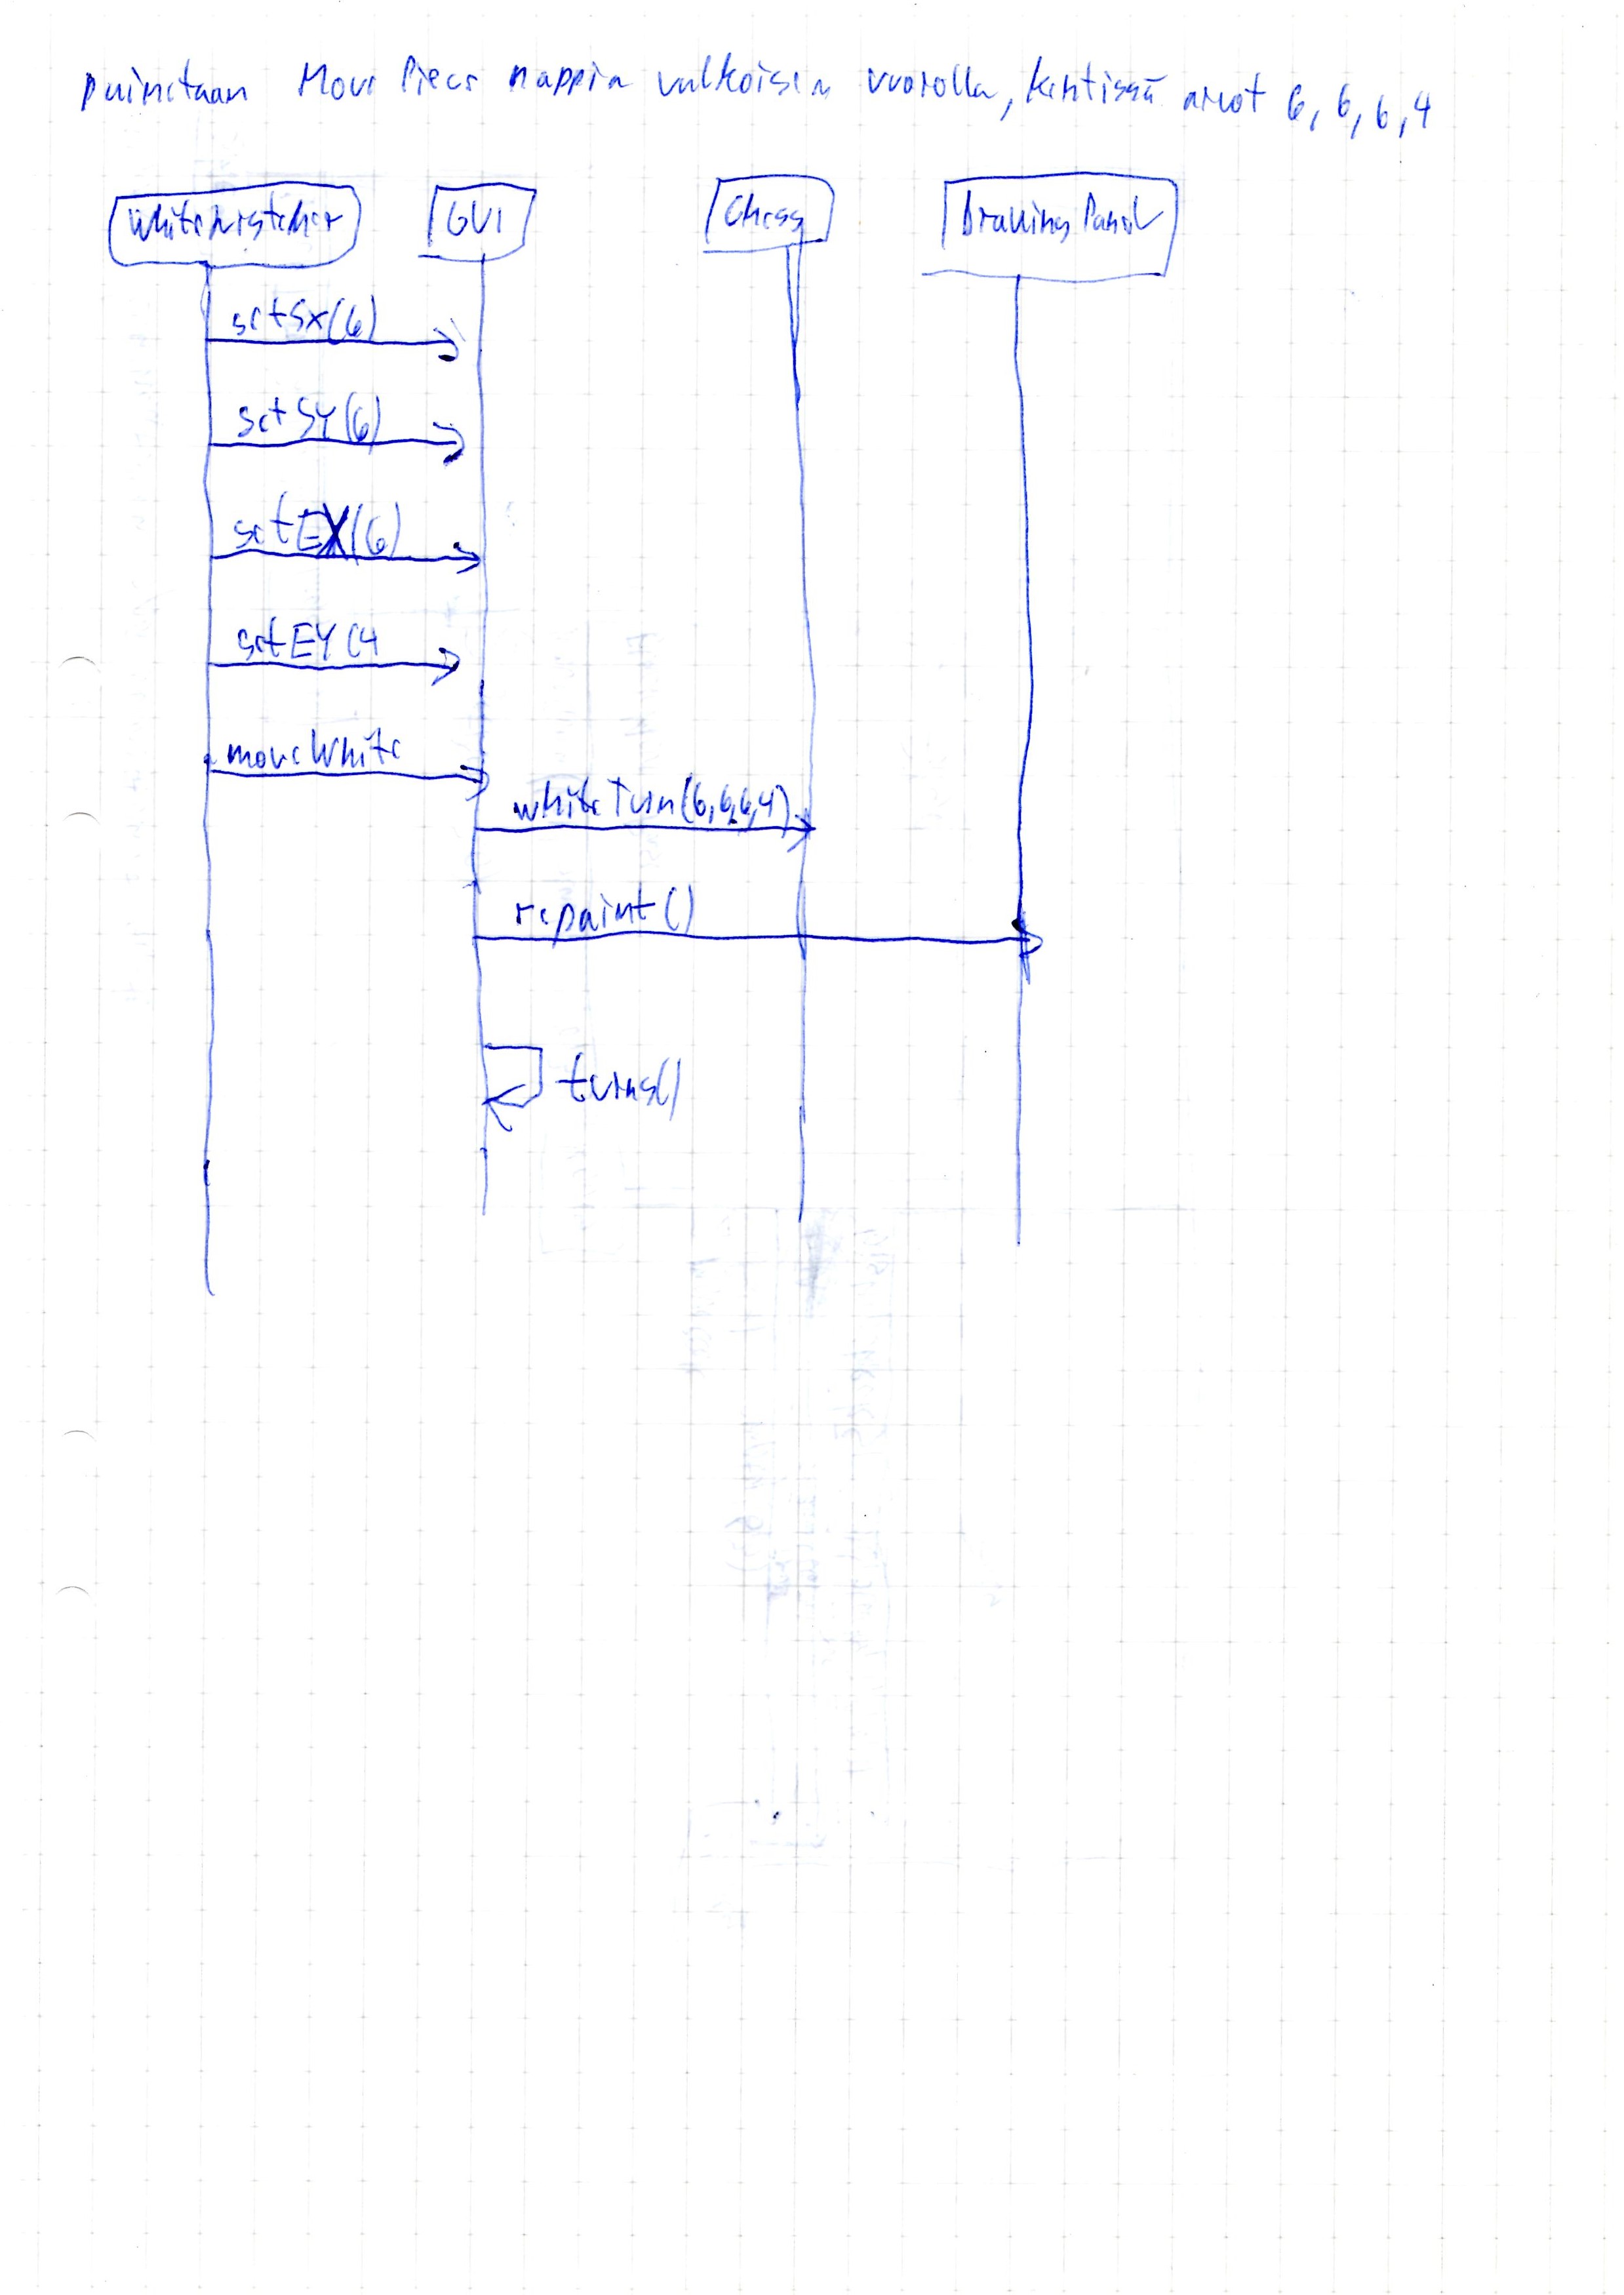 painetaan Move Piece nappia valkoisen vuorolla, kentissä arvot 6, 6, 6, 4
WhiteListener GUI Chess DrawingPanel
setSX(6)
setSY(6)
setEX(6)
setEY(4
moveWhite
whiteTurn(6,6,6,4)
repaint()
turns()